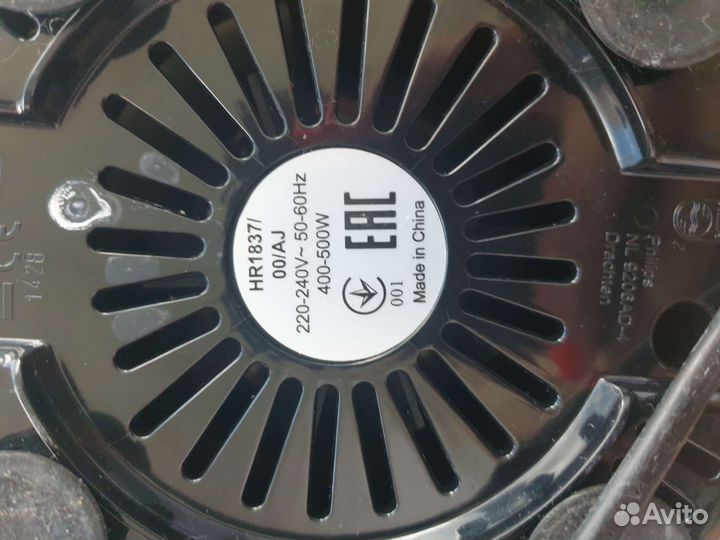 HR1837/
00/AJ
220-240V~ 50-60Hz
400-500W
EAC
001
Made in China
Philips
NL 9206AD-4
Drachten
1428
Avito